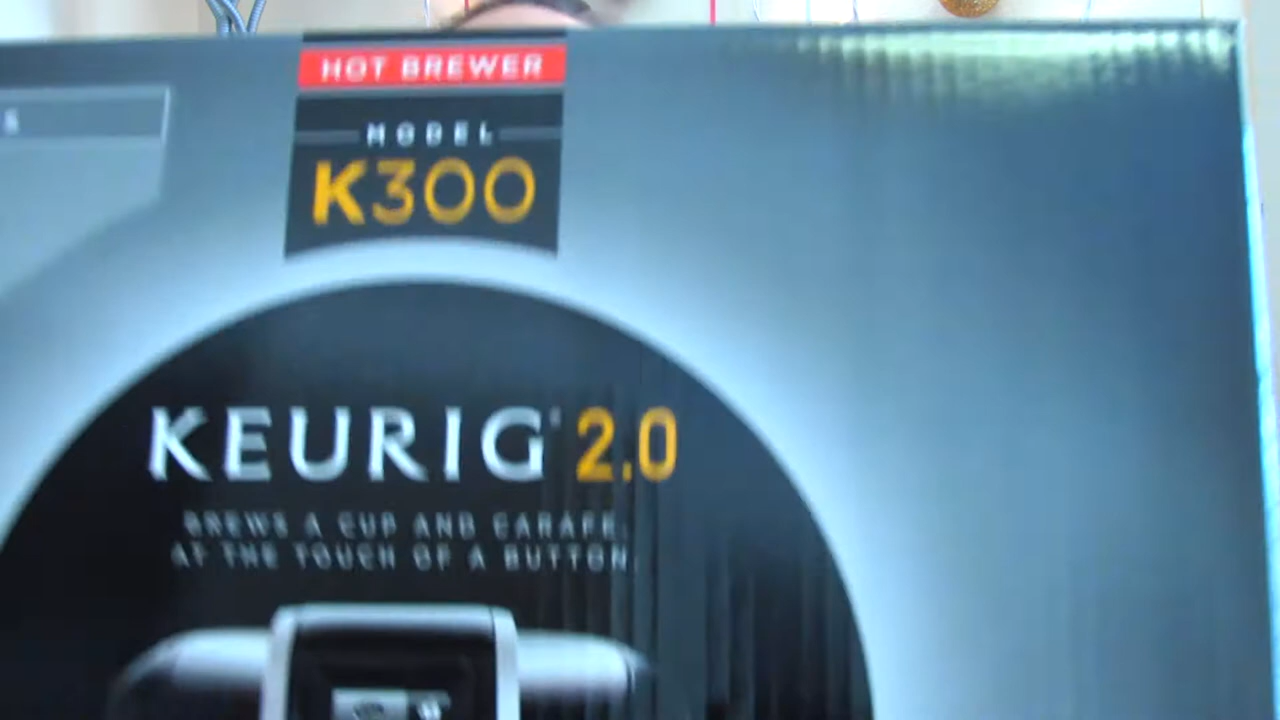 HOT BREWER
MODEL
K300
KEURIG® 2.0
BREWS A CUP AND CARAFE,
AT THE TOUCH OF A BUTTON.